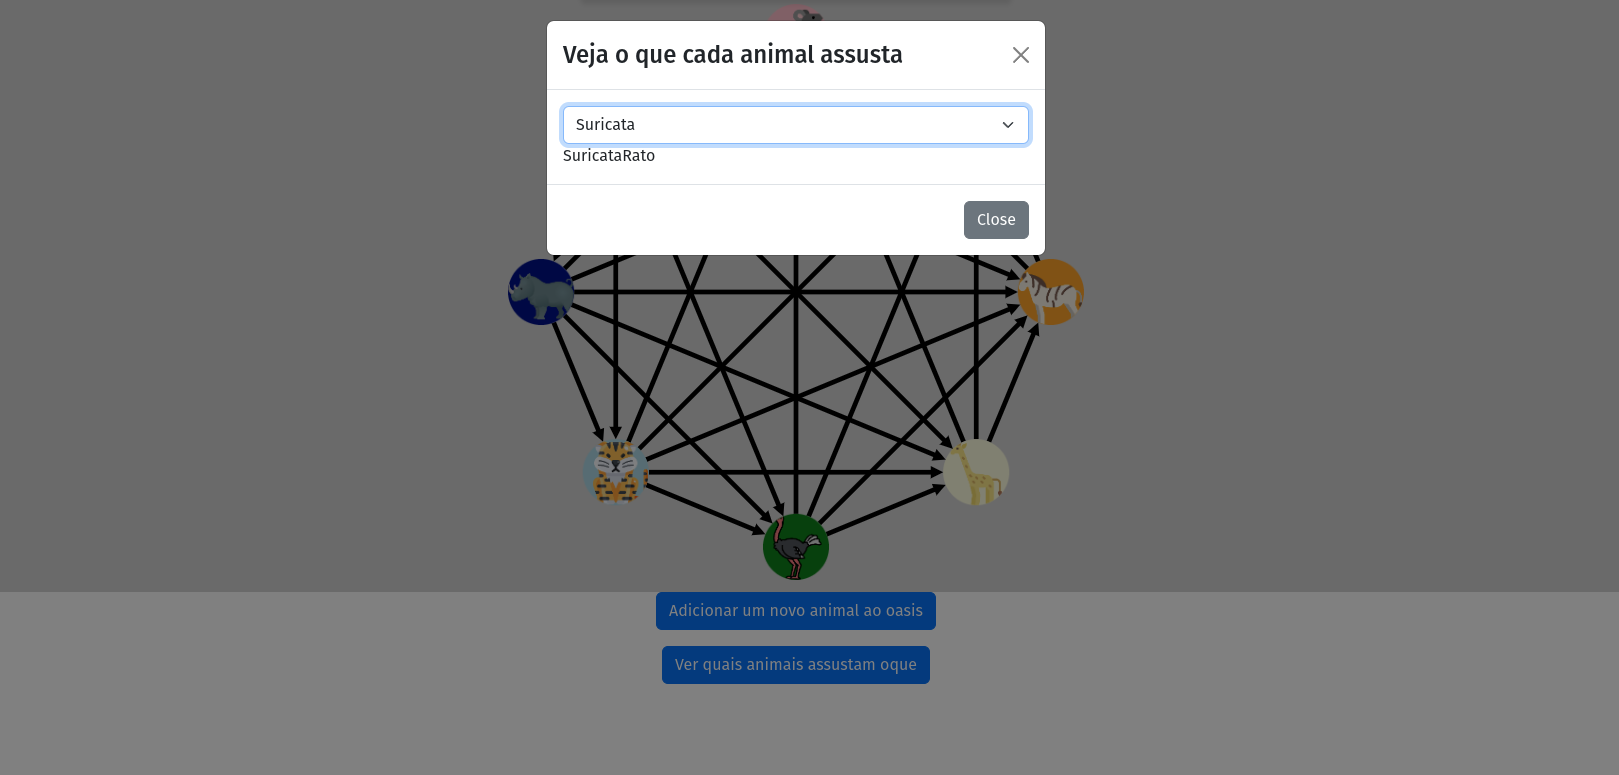 Veja o que cada animal assusta
Suricata
SuricataRato
Close
Adicionar um novo animal ao oasis
Ver quais animais assustam oque